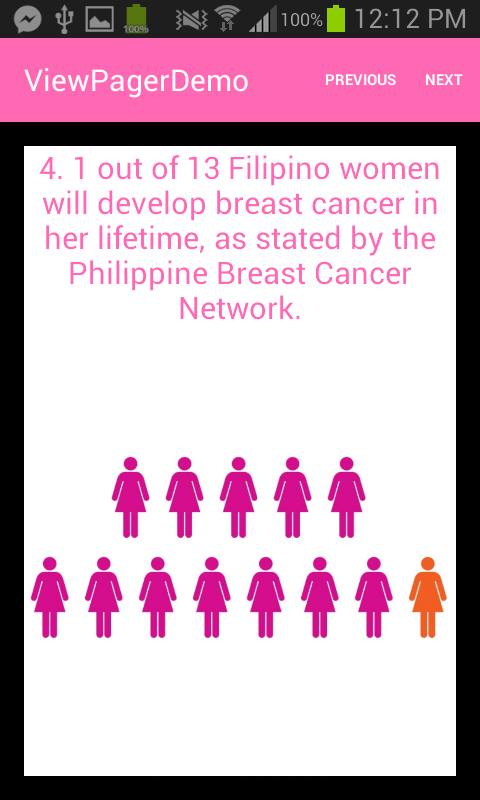 100%
100%
12:12 PM
ViewPagerDemo
PREVIOUS
NEXT
4. 1 out of 13 Filipino women
will develop breast cancer in
her lifetime, as stated by the
Philippine Breast Cancer
Network.